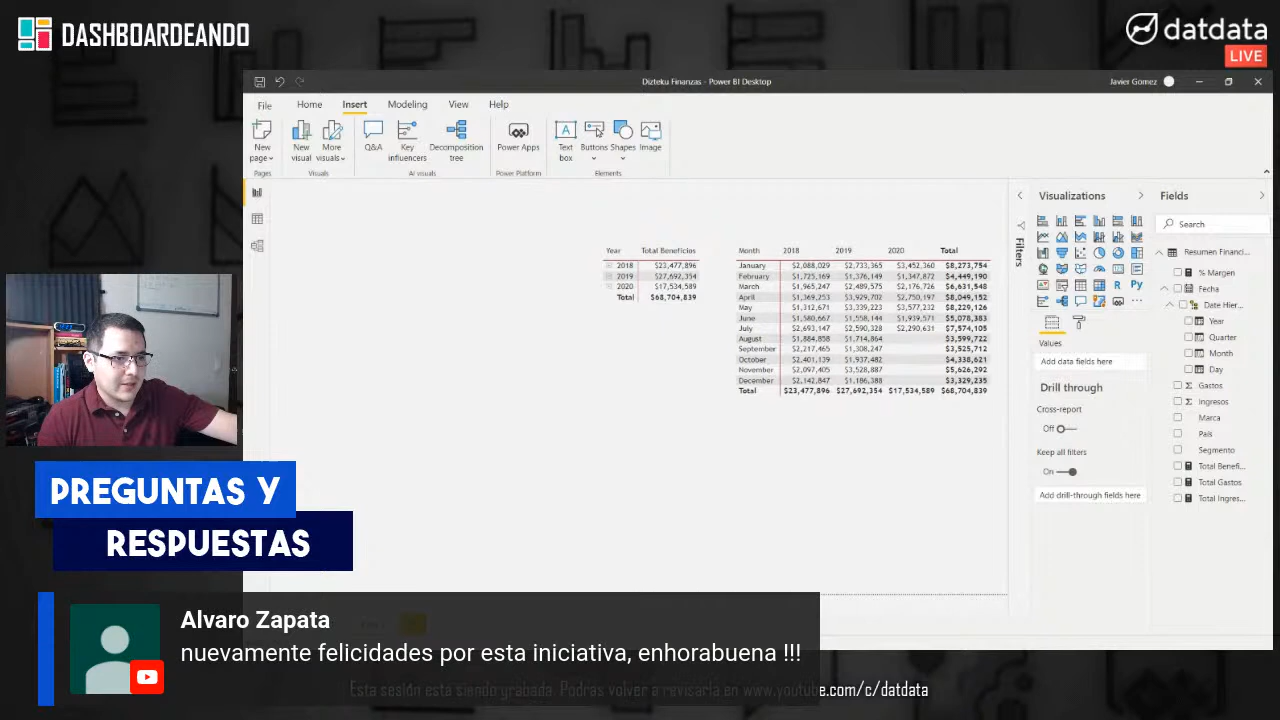 DASHBOARDEANDO
datdata
LIVE
Dizteku Finanzas - Power BI Desktop
Javier Gómez
File Home Insert Modeling View Help
New page
New visual
More visuals
Q&A
Key influencers
Decomposition tree
Power Apps
Text box
Buttons
Shapes
Image
Pages Visuals AI visuals Power Platform Elements
Year Total Beneficios
2018 $23,477,896
2019 $27,692,354
2020 $17,534,589
Total $68,704,839
Month 2018 2019 2020 Total
January $2,088,029 $2,733,365 $3,452,360 $8,273,754
February $1,725,169 $1,376,149 $1,347,872 $4,449,190
March $1,965,247 $2,489,575 $2,176,726 $6,631,548
April $1,369,253 $3,929,702 $2,750,197 $8,049,152
May $1,312,671 $3,339,223 $3,577,232 $8,229,126
June $1,580,667 $1,558,144 $1,939,571 $5,078,383
July $2,693,147 $2,590,328 $2,290,631 $7,574,105
August $1,884,858 $1,714,864 $3,599,722
September $2,217,465 $1,308,247 $3,525,712
October $2,401,139 $1,937,482 $4,338,621
November $2,097,405 $3,528,887 $5,626,292
December $2,142,847 $1,186,388 $3,329,235
Total $23,477,896 $27,692,354 $17,534,589 $68,704,839
Filters
Visualizations
R Py
Values
Add data fields here
Drill through
Cross-report
Off
Keep all filters
On
Add drill-through fields here
Fields
Search
Resumen Financi...
% Margen
Fecha
Date Hier...
Year
Quarter
Month
Day
Gastos
Ingresos
Marca
País
Segmento
Total Benefi...
Total Gastos
Total Ingres...
PREGUNTAS Y
RESPUESTAS
Alvaro Zapata
nuevamente felicidades por esta iniciativa, enhorabuena !!!
Esta sesión está siendo grabada. Podrás volver a revisarla en www.youtube.com/c/datdata